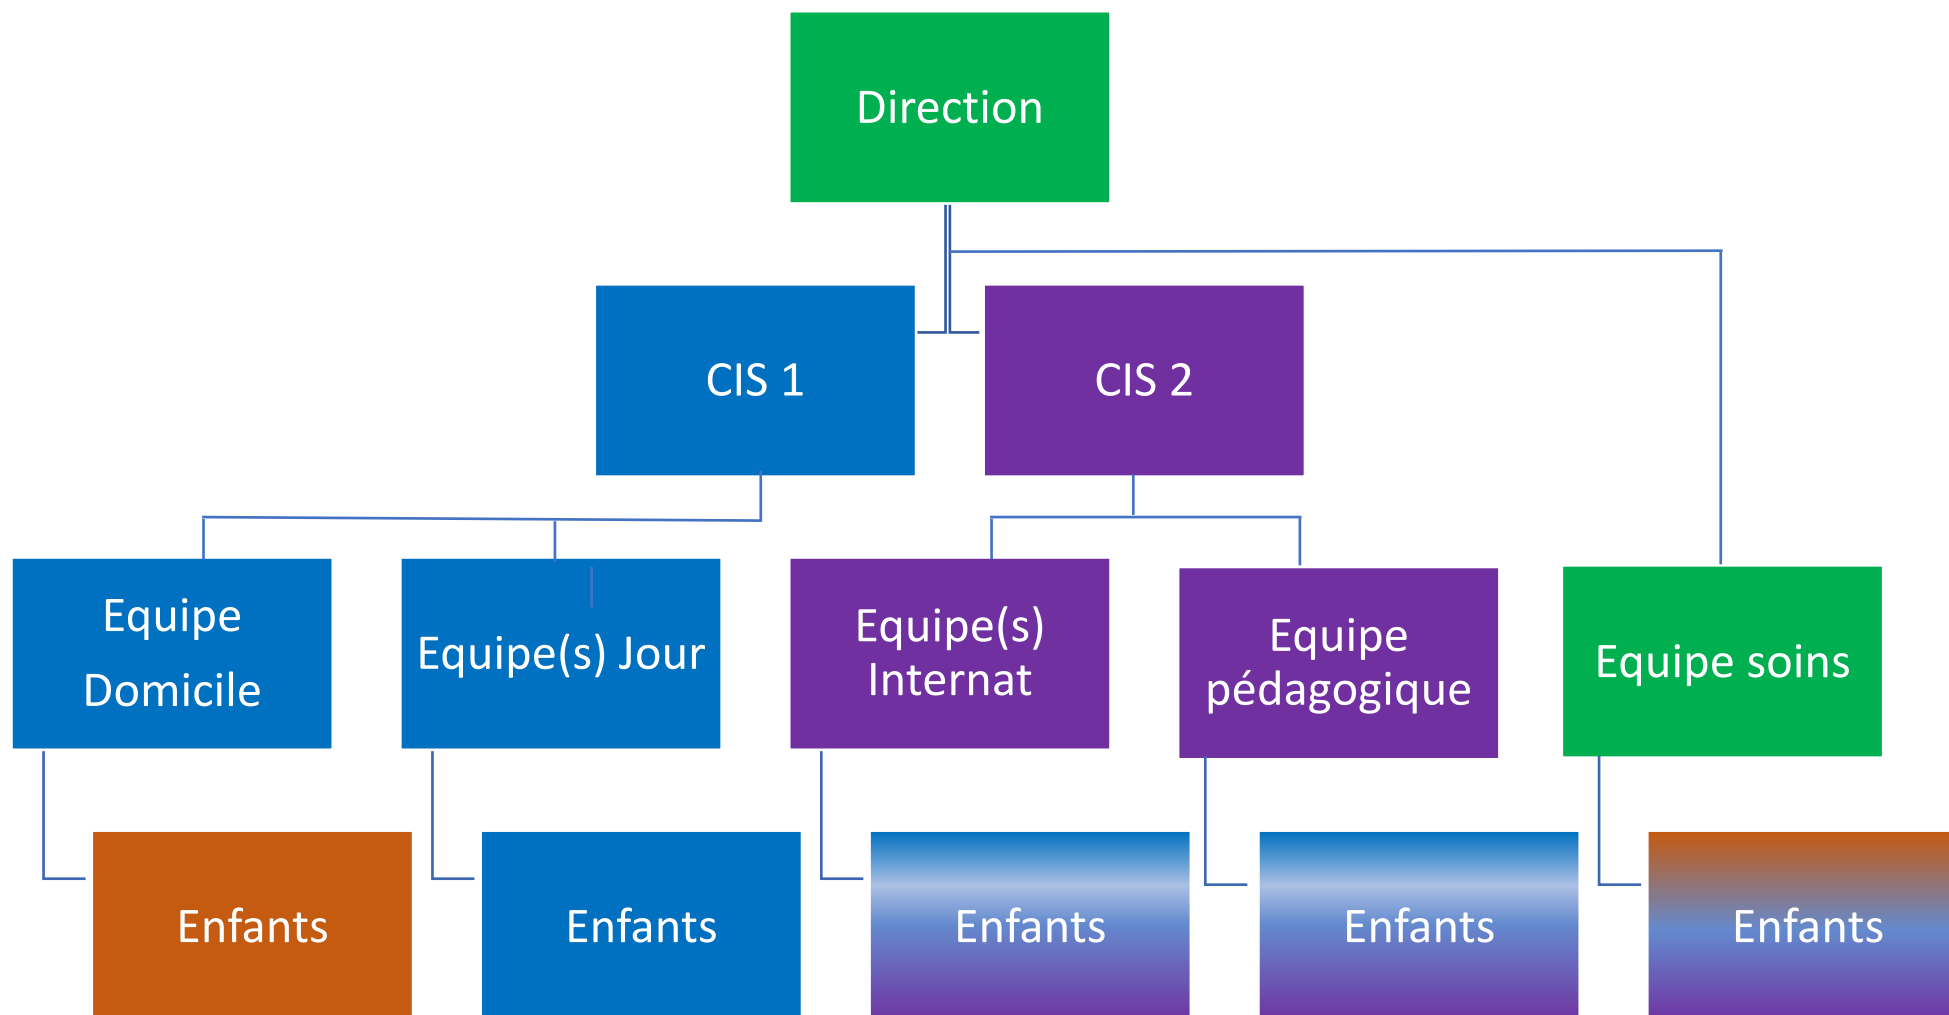 Direction
CIS 1
CIS 2
Equipe
Domicile
Equipe(s) Jour
Equipe(s)
Internat
Equipe
pédagogique
Equipe soins
Enfants
Enfants
Enfants
Enfants
Enfants